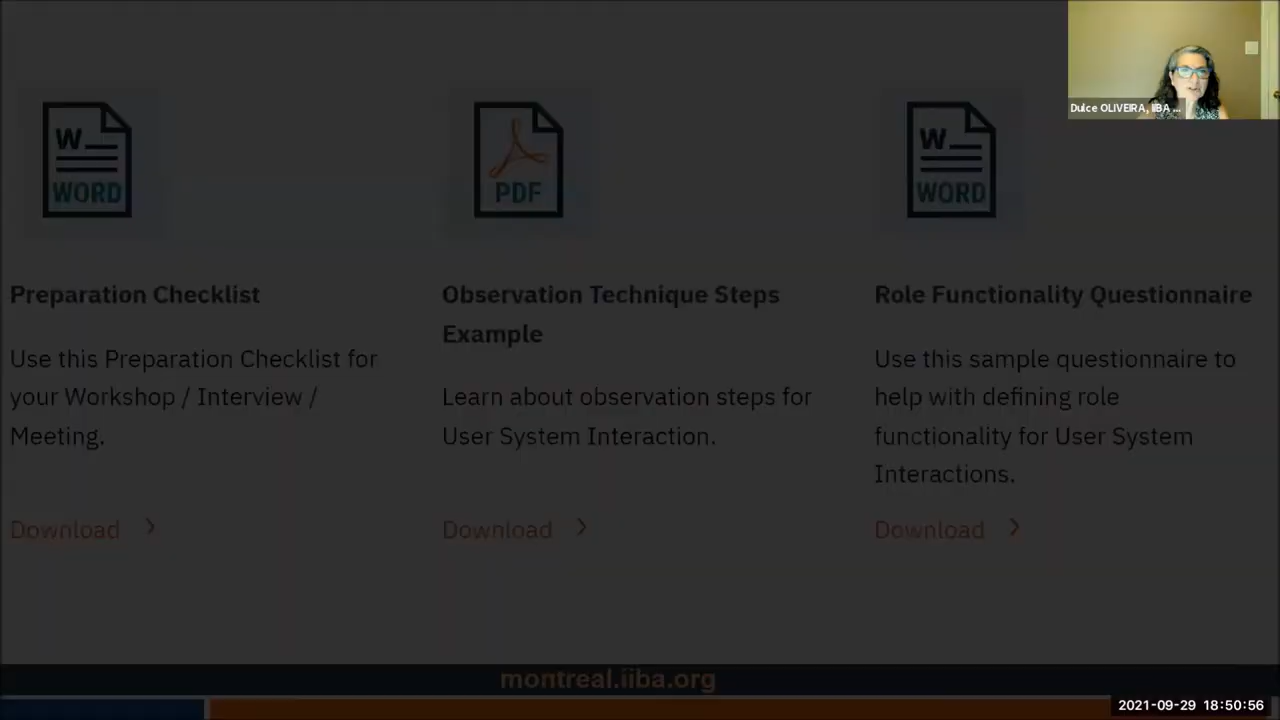 Dulce OLIVEIRA, IIBA ...
W
WORD
PDF
W
WORD
Preparation Checklist
Use this Preparation Checklist for
your Workshop / Interview /
Meeting.
Download
Observation Technique Steps
Example
Learn about observation steps for
User System Interaction.
Download
Role Functionality Questionnaire
Use this sample questionnaire to
help with defining role
functionality for User System
Interactions.
Download
montreal.iiba.org
2021-09-29 18:50:56